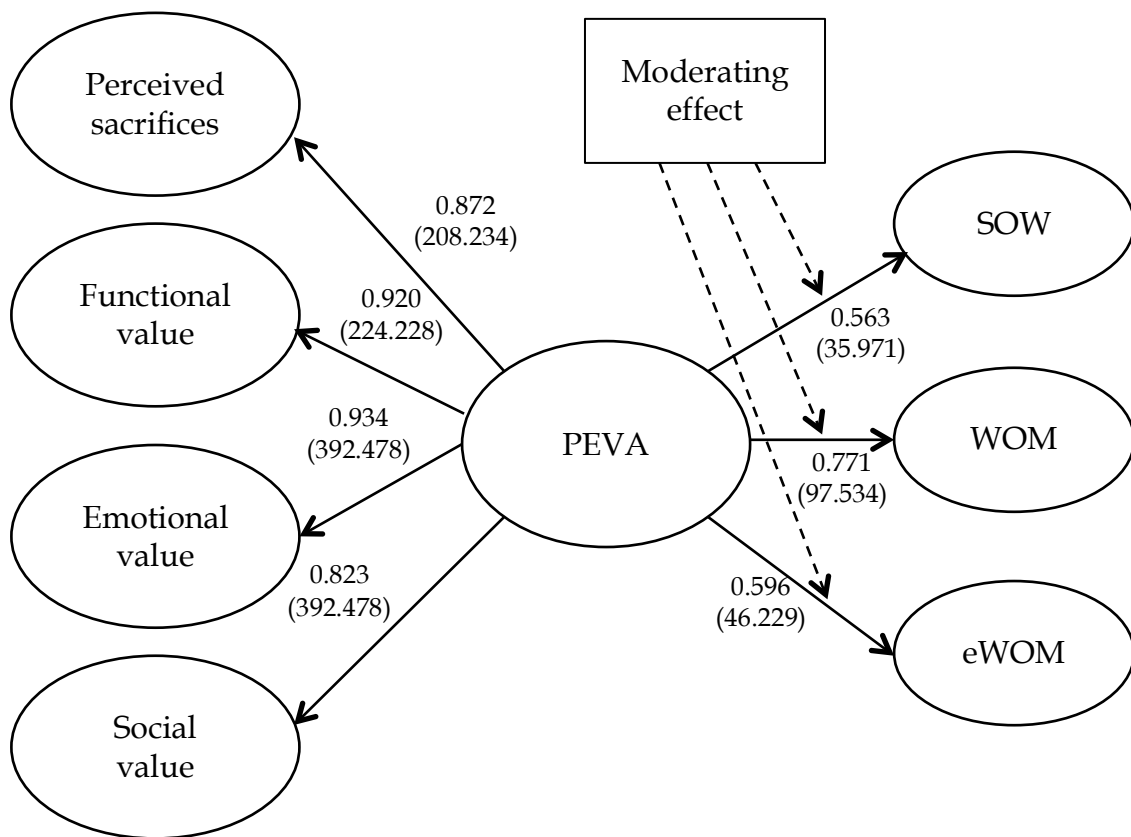 Perceived
sacrifices
Moderating
effect
0.872
(208.234)
SOW
Functional
value
0.920
(224.228)
0.563
(35.971)
0.934
(392.478)
PEVA
WOM
0.771
(97.534)
Emotional
value
0.823
(392.478)
0.596
(46.229)
eWOM
Social
value